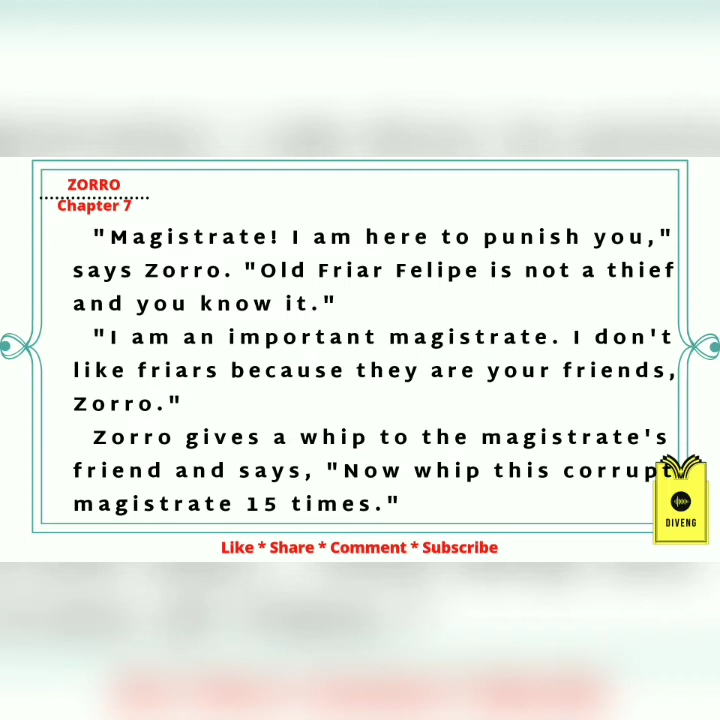 ZORRO
Chapter 7
"Magistrate! I am here to punish you,"
says Zorro. "Old Friar Felipe is not a thief
and you know it."
"I am an important magistrate. I don't
like friars because they are your friends,
Zorro."
Zorro gives a whip to the magistrate's
friend and says, "Now whip this corrupt
magistrate 15 times."
DIVENG
Like * Share * Comment * Subscribe